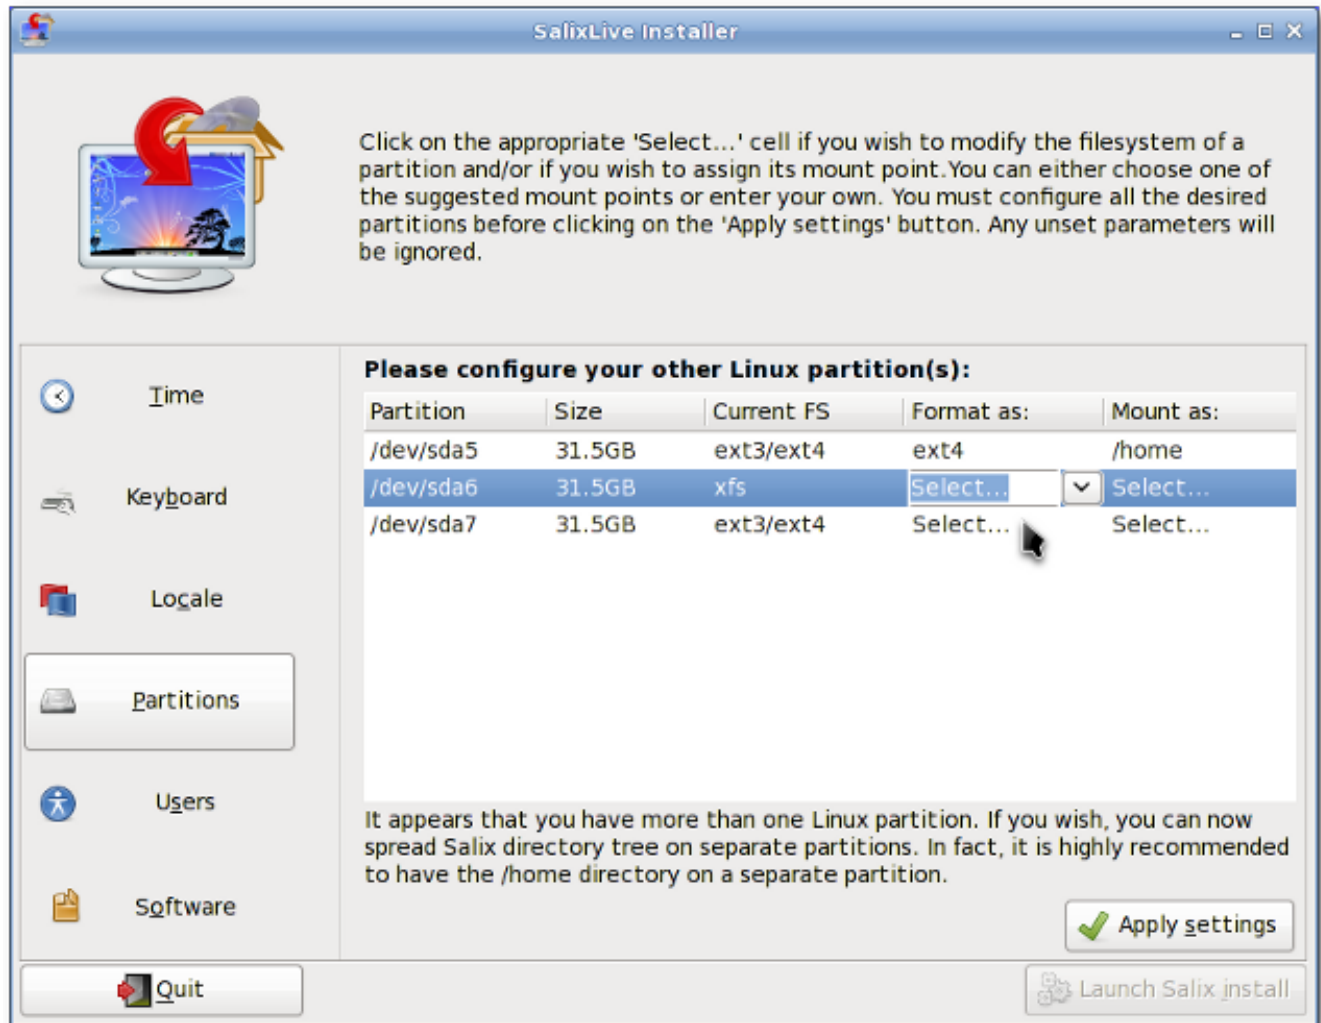 SalixLive Installer
Click on the appropriate 'Select...' cell if you wish to modify the filesystem of a
partition and/or if you wish to assign its mount point.You can either choose one of
the suggested mount points or enter your own. You must configure all the desired
partitions before clicking on the 'Apply settings' button. Any unset parameters will
be ignored.
Time
Keyboard
Locale
Partitions
Users
Software
Please configure your other Linux partition(s):
Partition Size Current FS Format as: Mount as:
/dev/sda5 31.5GB ext3/ext4 ext4 /home
/dev/sda6 31.5GB xfs Select... Select...
/dev/sda7 31.5GB ext3/ext4 Select... Select...
It appears that you have more than one Linux partition. If you wish, you can now
spread Salix directory tree on separate partitions. In fact, it is highly recommended
to have the /home directory on a separate partition.
Apply settings
Quit
Launch Salix install